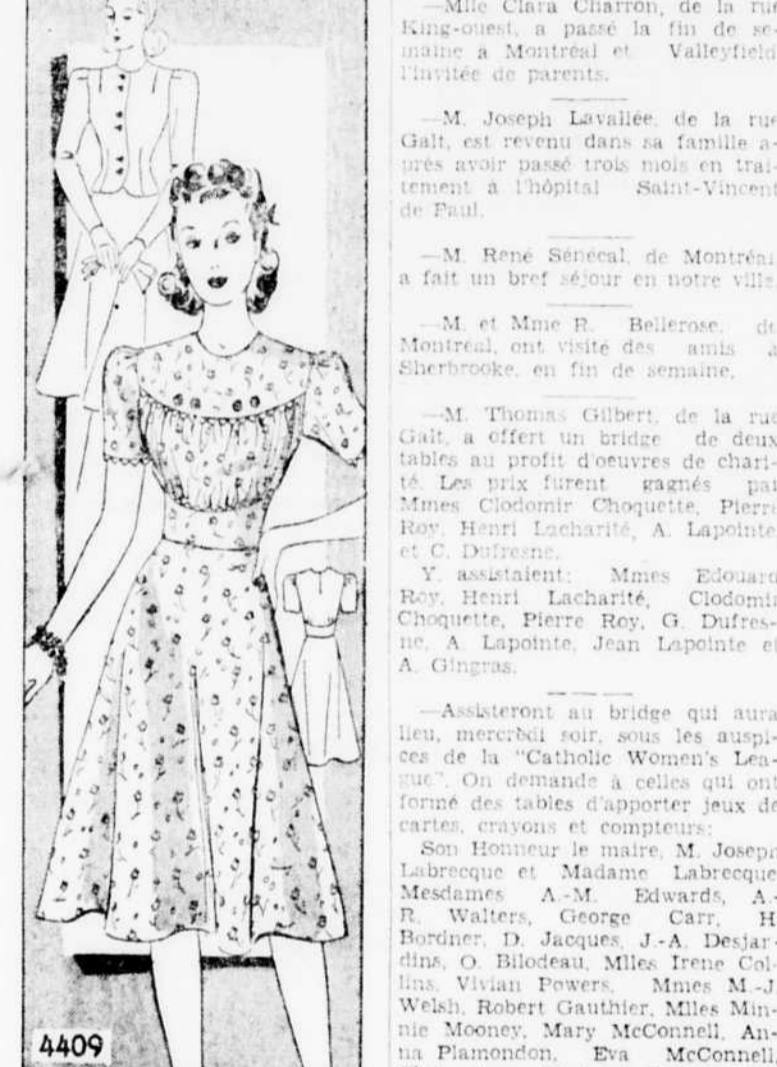 4409
—Mlle Clara Charron, de la rue
King-ouest, a passé la fin de se-
maine a Montréal et Valleyfield
l'invitée de parents.
—M. Joseph Lavallée, de la rue
Galt, est revenu dans sa famille a-
près avoir passé trois mois en trai-
tement à l'hôpital Saint-Vincent
de Paul.
—M. René Sénécal, de Montréal
a fait un bref séjour en notre ville.
—M. et Mme R. Bellerose, de
Montréal, ont visité des amis à
Sherbrooke, en fin de semaine.
—M. Thomas Gilbert, de la rue
Galt, a offert un bridge de deux
tables au profit d'oeuvres de chari-
té. Les prix furent gagnés par
Mmes Clodomir Choquette, Pierre
Roy, Henri Lacharité, A. Lapointe
et C. Dufresne.
Y assistaient: Mmes Edouard
Roy, Henri Lacharité, Clodomir
Choquette, Pierre Roy, G. Dufres-
ne, A. Lapointe, Jean Lapointe et
A. Gingras.
—Assisteront au bridge qui aura
lieu, mercrèdi soir, sous les auspi-
ces de la "Catholic Women's Lea-
gue". On demande à celles qui ont
formé des tables d'apporter jeux de
cartes, crayons et compteurs:
Son Honneur le maire, M. Joseph
Labrecque et Madame Labrecque
Mesdames A.-M. Edwards, A.-
R. Walters, George Carr, H.
Bordner, D. Jacques, J.-A. Desjar-
dins, O. Bilodeau, Mlles Irene Col-
lins, Vivian Powers, Mmes M.-J.
Welsh, Robert Gauthier, Mlles Min-
nie Mooney, Mary McConnell, An-
na Plamondon, Eva McConnell,